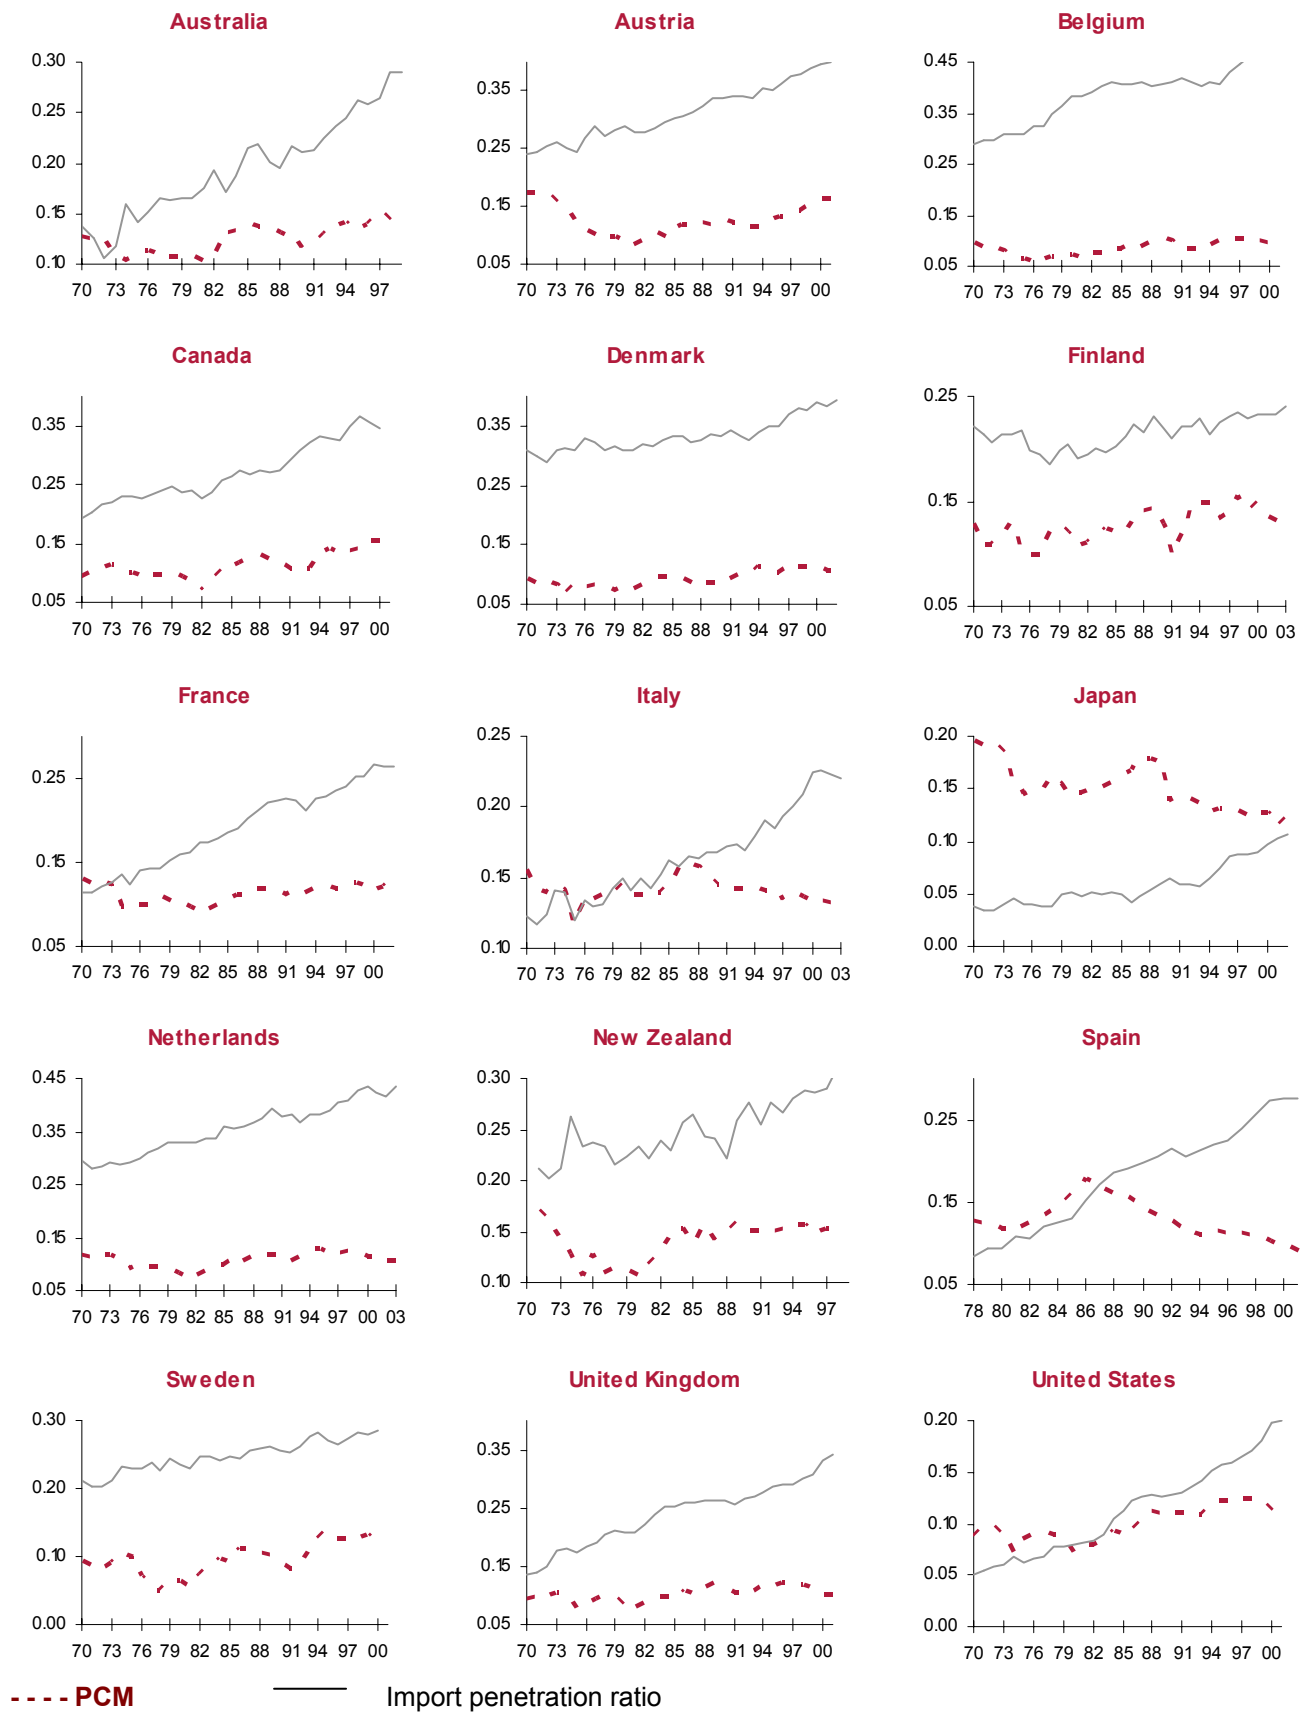 Australia
0.30
0.25
0.20
0.15
0.10
70 73 76 79 82 85 88 91 94 97
Austria
0.35
0.25
0.15
0.05
70 73 76 79 82 85 88 91 94 97 00
Belgium
0.45
0.35
0.25
0.15
0.05
70 73 76 79 82 85 88 91 94 97 00
Canada
0.35
0.25
0.15
0.05
70 73 76 79 82 85 88 91 94 97 00
Denmark
0.35
0.25
0.15
0.05
70 73 76 79 82 85 88 91 94 97 00
Finland
0.25
0.15
0.05
70 73 76 79 82 85 88 91 94 97 00 03
France
0.25
0.15
0.05
70 73 76 79 82 85 88 91 94 97 00
Italy
0.25
0.20
0.15
0.10
70 73 76 79 82 85 88 91 94 97 00 03
Japan
0.20
0.15
0.10
0.05
0.00
70 73 76 79 82 85 88 91 94 97 00
Netherlands
0.45
0.35
0.25
0.15
0.05
70 73 76 79 82 85 88 91 94 97 00 03
New Zealand
0.30
0.25
0.20
0.15
0.10
70 73 76 79 82 85 88 91 94 97
Spain
0.25
0.15
0.05
78 80 82 84 86 88 90 92 94 96 98 00
Sweden
0.30
0.20
0.10
0.00
70 73 76 79 82 85 88 91 94 97 00
United Kingdom
0.35
0.25
0.15
0.05
70 73 76 79 82 85 88 91 94 97 00
United States
0.20
0.15
0.10
0.05
0.00
70 73 76 79 82 85 88 91 94 97 00
- - - - PCM Import penetration ratio